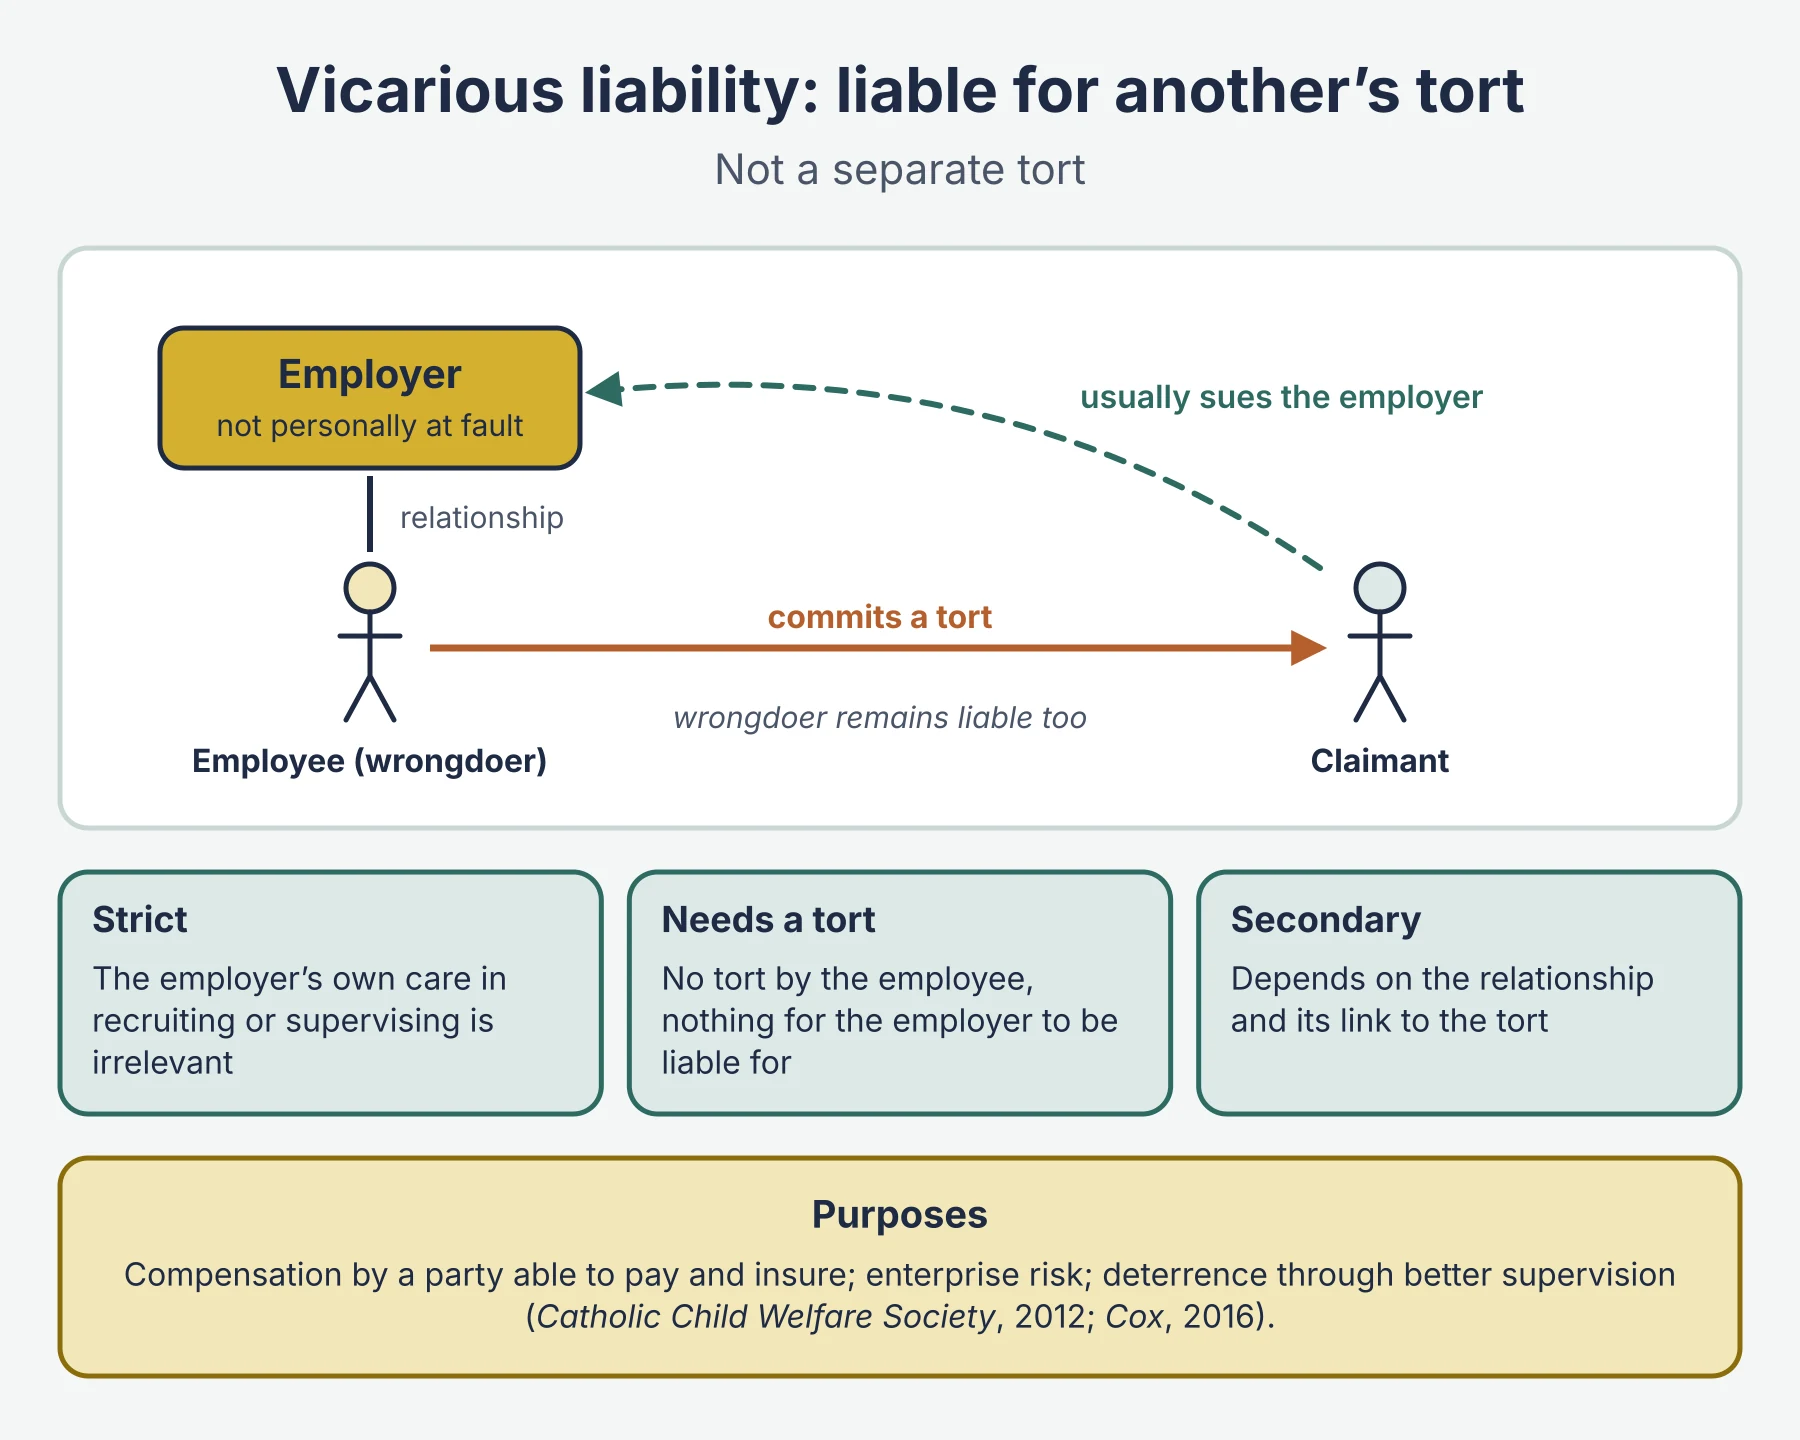 Vicarious liability: liable for another’s tort
Not a separate tort
Employer
not personally at fault
usually sues the employer
relationship
commits a tort
wrongdoer remains liable too
Employee (wrongdoer)
Claimant
Strict
The employer’s own care in
recruiting or supervising is
irrelevant
Needs a tort
No tort by the employee,
nothing for the employer to be
liable for
Secondary
Depends on the relationship
and its link to the tort
Purposes
Compensation by a party able to pay and insure; enterprise risk; deterrence through better supervision
(Catholic Child Welfare Society, 2012; Cox, 2016).